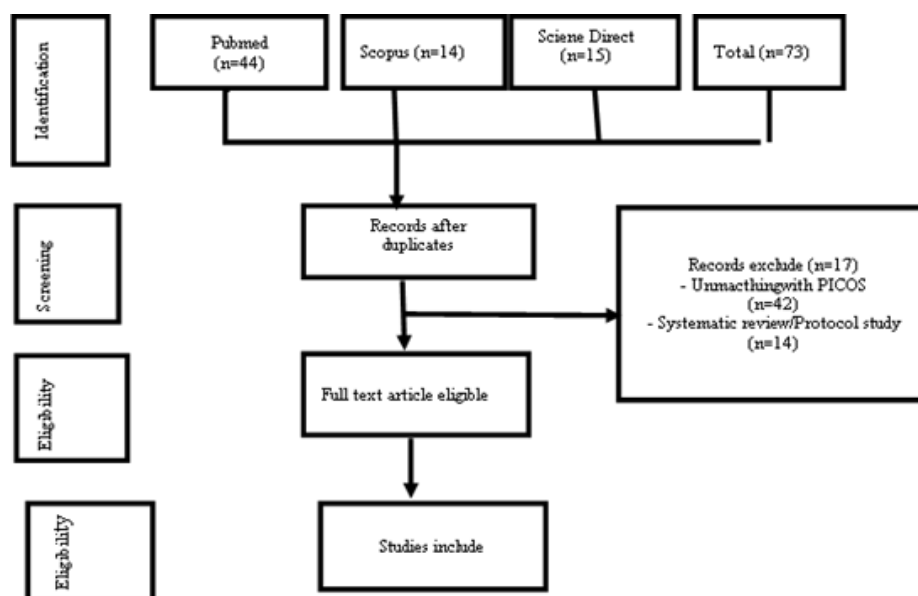 Identification
Pubmed
(n=44)
Scopus (n=14)
Sciene Direct
(n=15)
Total (n=73)
Screening
Records after
duplicates
Records exclude (n=17)
- Unmacthingwith PICOS
(n=42)
- Systematic review/Protocol study
(n=14)
Eligibility
Full text article eligible
Eligibility
Studies include